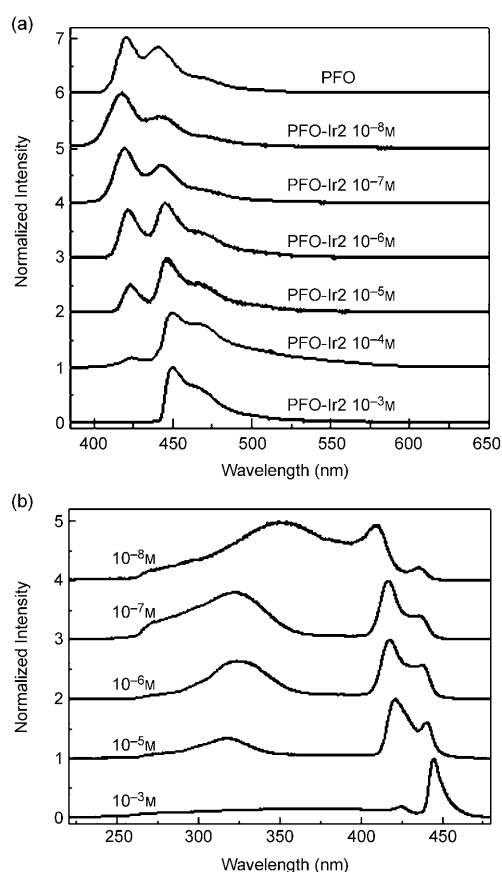 (a)
7
6
5
4
3
2
1
0
Normalized Intensity
PFO
PFO-Ir2 10⁻⁸M
PFO-Ir2 10⁻⁷M
PFO-Ir2 10⁻⁶M
PFO-Ir2 10⁻⁵M
PFO-Ir2 10⁻⁴M
PFO-Ir2 10⁻³M
400 450 500 550 600 650
Wavelength (nm)
(b)
5
4
3
2
1
0
Normalized Intensity
10⁻⁸M
10⁻⁷M
10⁻⁶M
10⁻⁵M
10⁻³M
250 300 350 400 450
Wavelength (nm)